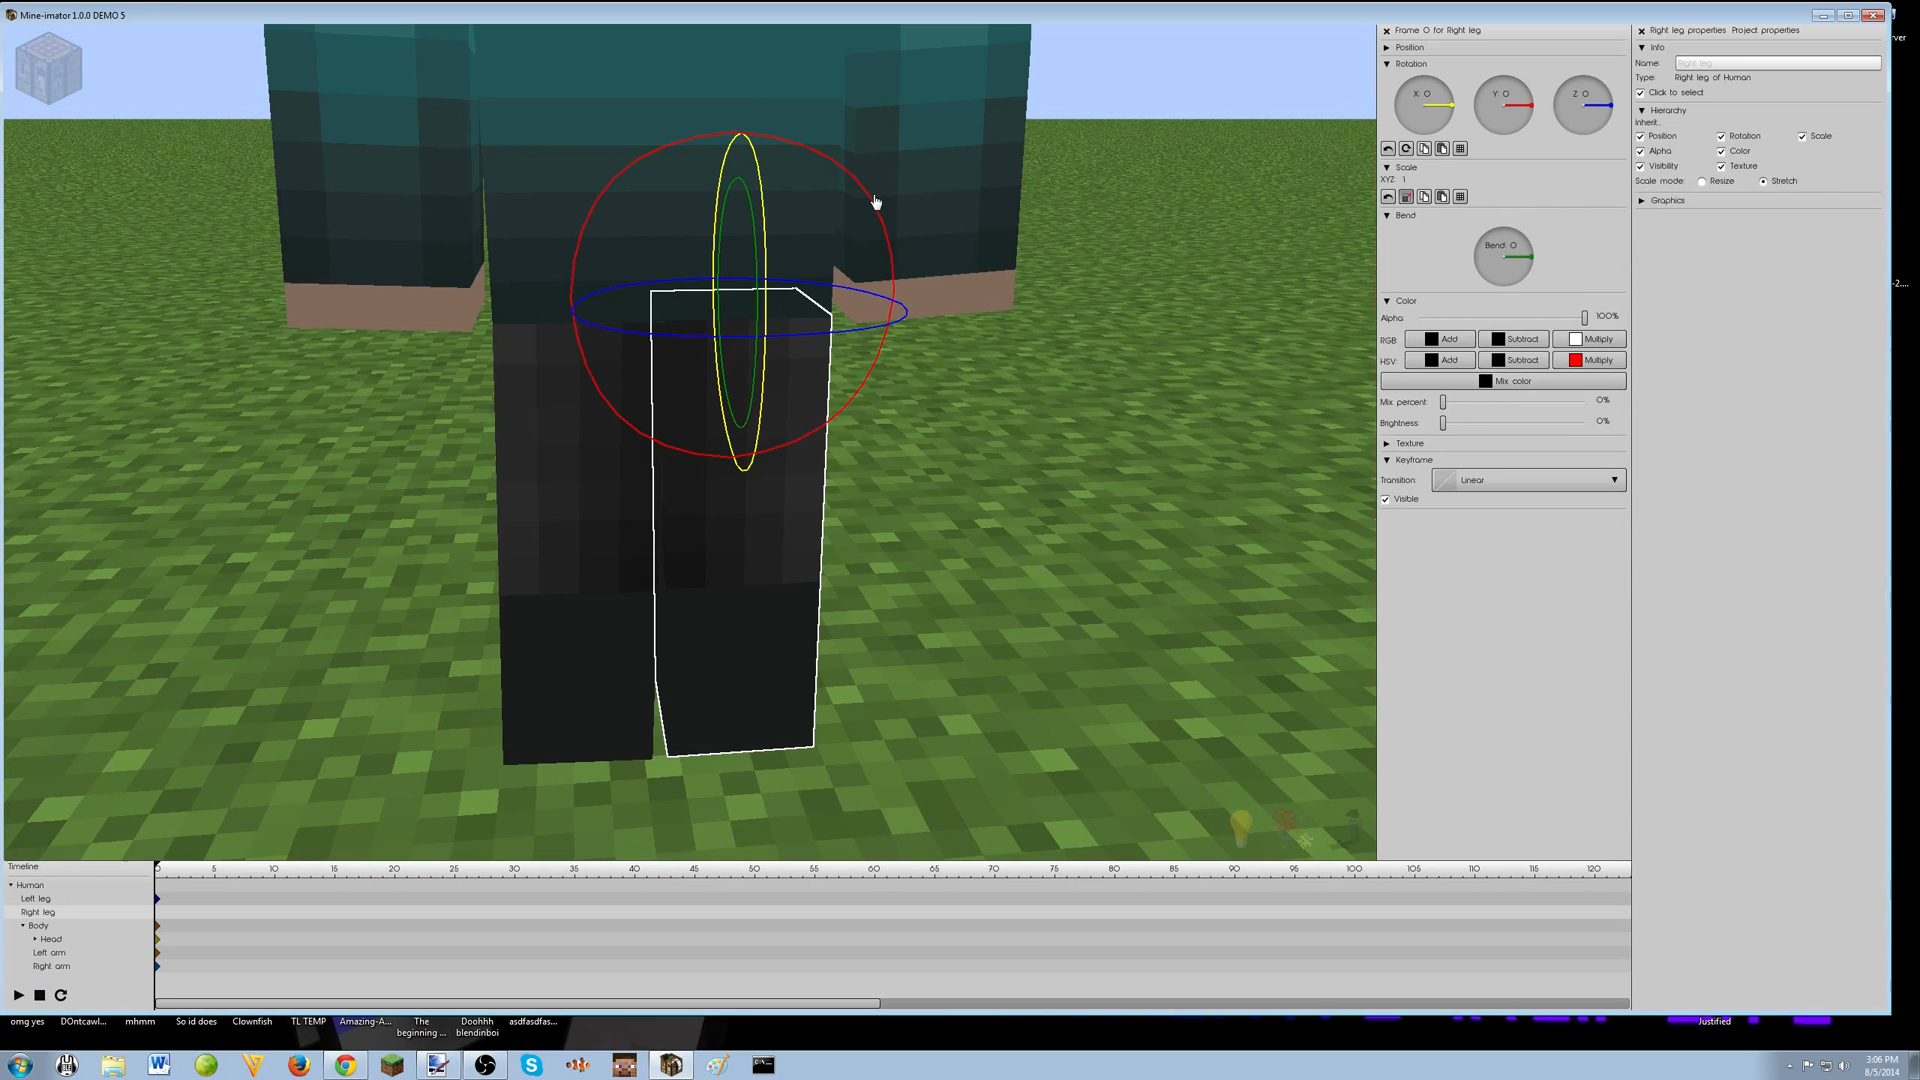 Mine-imator 1.0.0 DEMO 5
Frame 0 for Right leg
Position
Rotation
X: 0
Y: 0
Z: 0
Scale
XYZ: 1
Bend
Bend: 0
Color
Alpha:
100%
RGB:
Add
Subtract
Multiply
HSV:
Add
Subtract
Multiply
Mix color
Mix percent:
0%
Brightness:
0%
Texture
Keyframe
Transition:
Linear
Visible
Right leg properties
Project properties
Info
Name:
Right leg
Type:
Right leg of Human
Click to select
Hierarchy
Inherit...
Position
Rotation
Scale
Alpha
Color
Visibility
Texture
Scale mode:
Resize
Stretch
Graphics
Timeline
0 5 10 15 20 25 30 35 40 45 50 55 60 65 70 75 80 85 90 95 100 105 110 115 120
Human
Left leg
Right leg
Body
Head
Left arm
Right arm
omg yes
DOntcawl...
mhmm
So id does
Clownfish
TL TEMP
Amazing-A...
The beginning ...
Doohhh blendinboi
asdfasdfas...
Justified
3:06 PM
8/5/2014